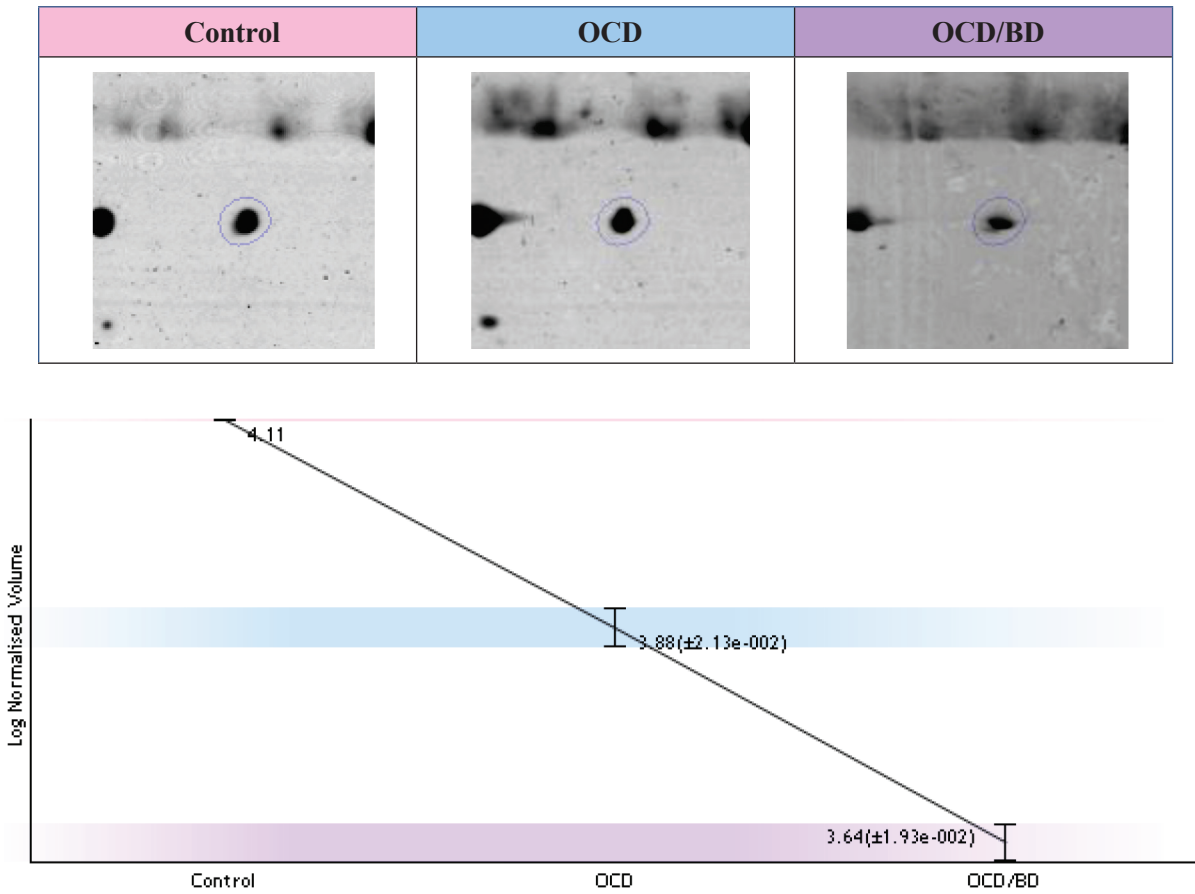 Control OCD OCD/BD
4.11
3.88(±2.13e-002)
3.64(±1.93e-002)
Log Normalised Volume
Control OCD OCD/BD